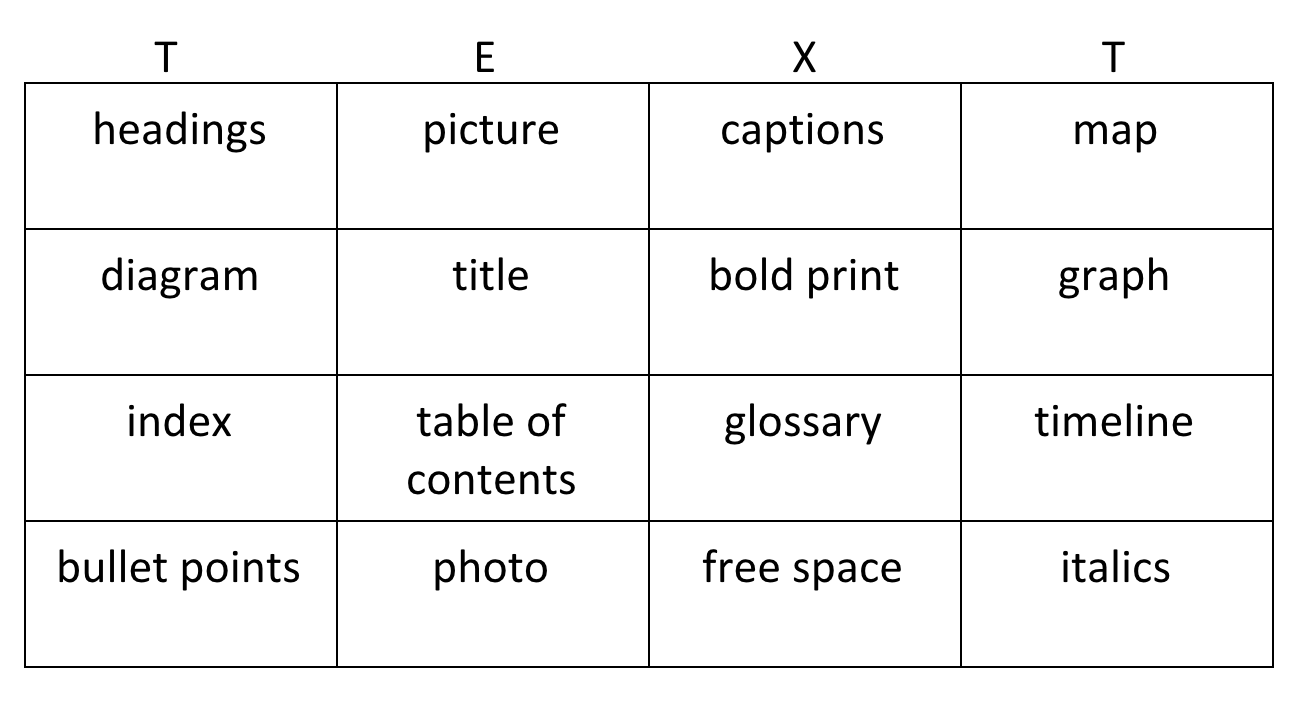 T E X T
headings picture captions map
diagram title bold print graph
index table of contents glossary timeline
bullet points photo free space italics